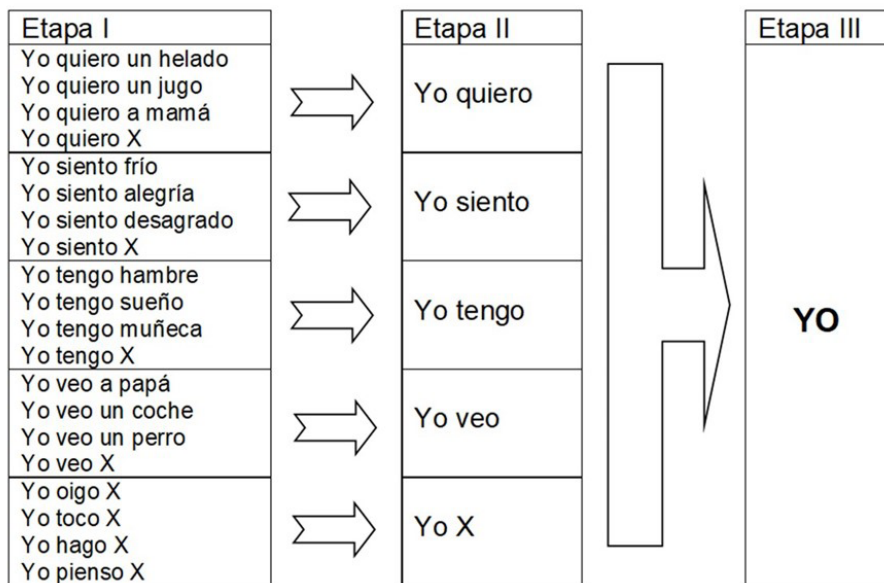 Etapa I
Yo quiero un helado
Yo quiero un jugo
Yo quiero a mamá
Yo quiero X
Yo siento frío
Yo siento alegría
Yo siento desagrado
Yo siento X
Yo tengo hambre
Yo tengo sueño
Yo tengo muñeca
Yo tengo X
Yo veo a papá
Yo veo un coche
Yo veo un perro
Yo veo X
Yo oigo X
Yo toco X
Yo hago X
Yo pienso X
Etapa II
Yo quiero
Yo siento
Yo tengo
Yo veo
Yo X
Etapa III
YO